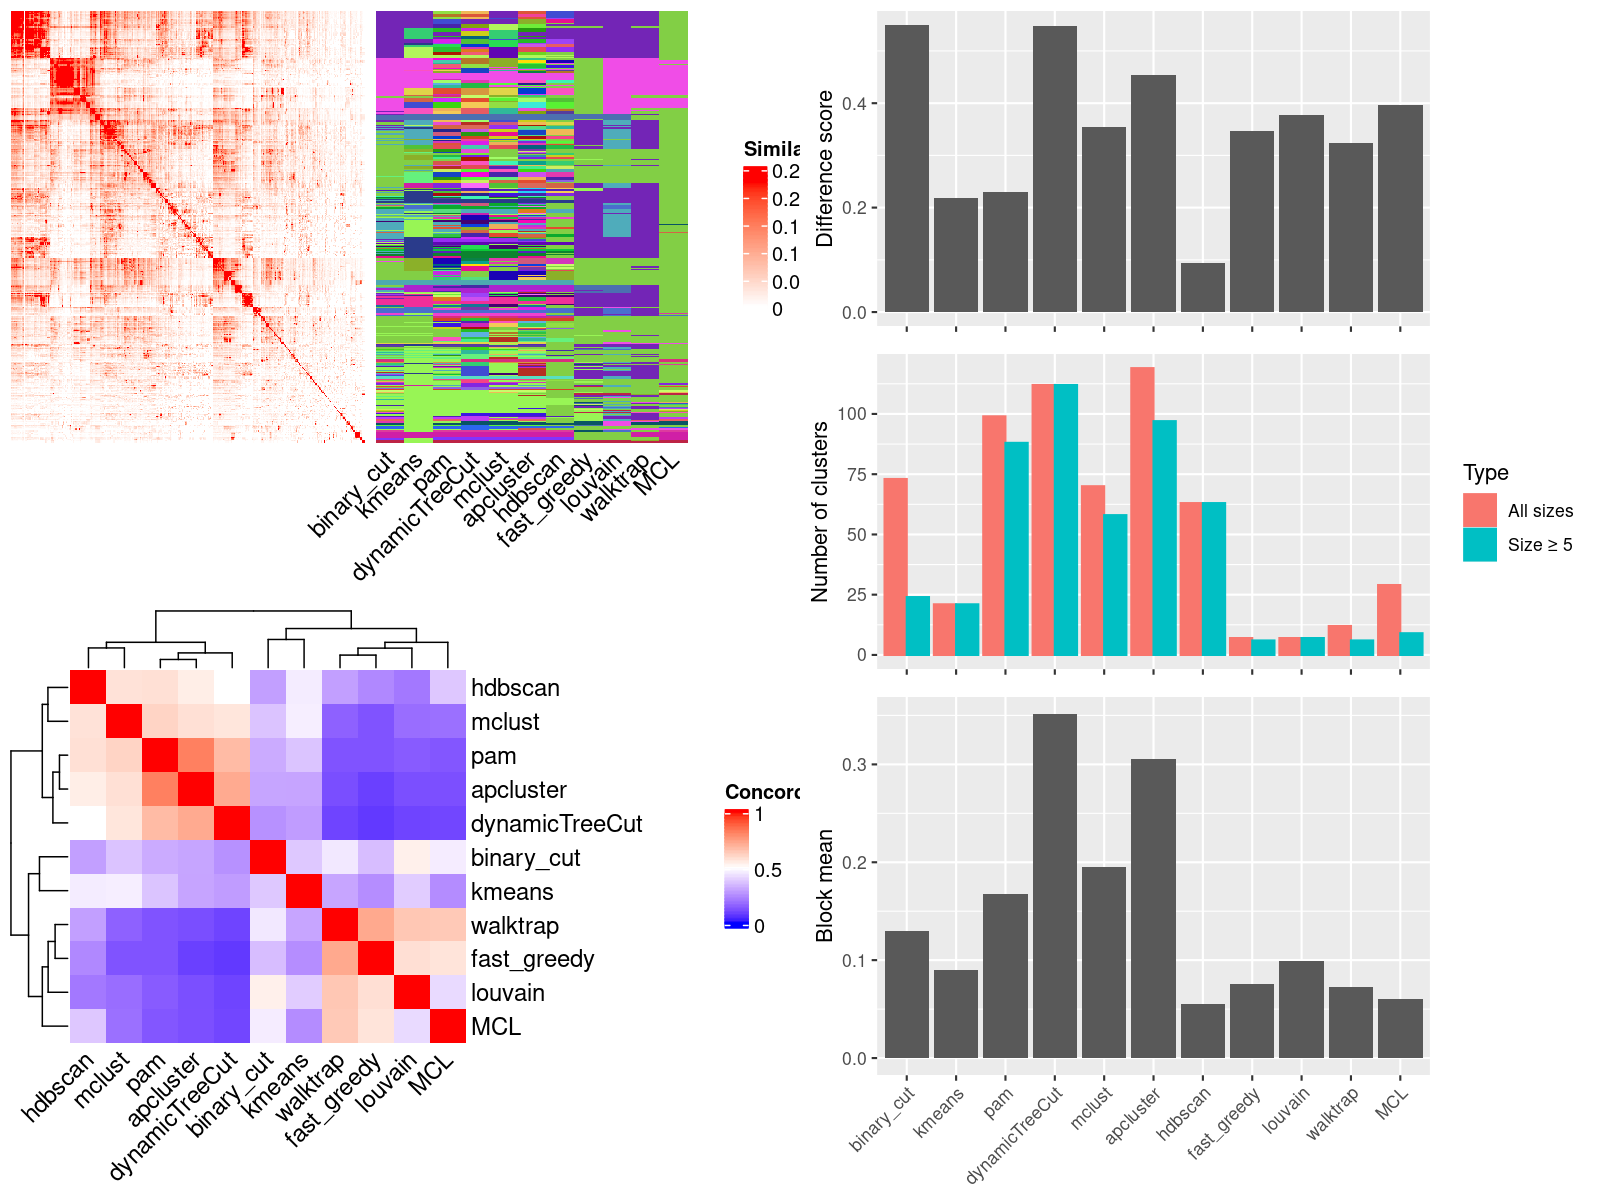 Simila
0.2
0.2
0.1
0.1
0.0
0
binary_cut
kmeans
pam
dynamicTreeCut
mclust
apcluster
hdbscan
fast_greedy
louvain
walktrap
MCL
hdbscan
mclust
pam
apcluster
dynamicTreeCut
binary_cut
kmeans
walktrap
fast_greedy
louvain
MCL
hdbscan
mclust
pam
apcluster
dynamicTreeCut
binary_cut
kmeans
walktrap
fast_greedy
louvain
MCL
Concord
1
0.5
0
Difference score
0.4
0.2
0.0
Number of clusters
100
75
50
25
0
Type
All sizes
Size ≥ 5
Block mean
0.3
0.2
0.1
0.0
binary_cut
kmeans
pam
dynamicTreeCut
mclust
apcluster
hdbscan
fast_greedy
louvain
walktrap
MCL